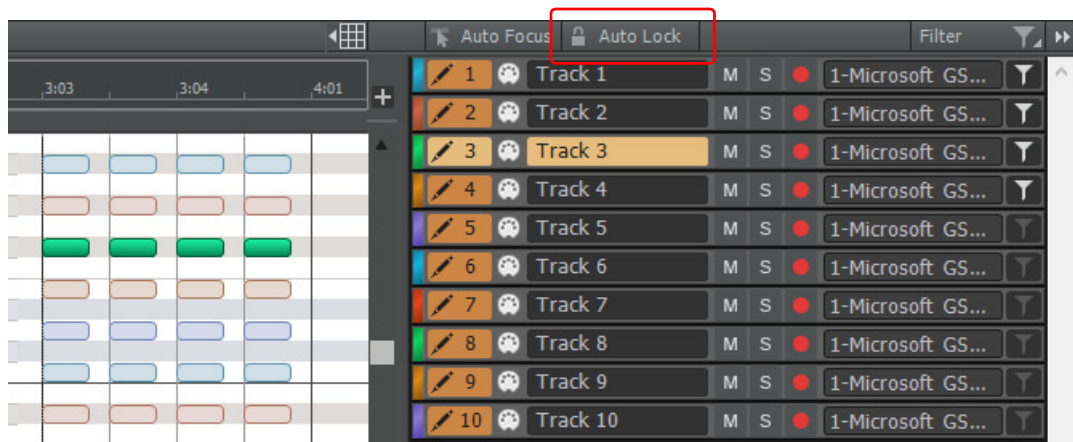 Auto Focus Auto Lock Filter
3:03 3:04 4:01
1 Track 1 M S 1-Microsoft GS...
2 Track 2 M S 1-Microsoft GS...
3 Track 3 M S 1-Microsoft GS...
4 Track 4 M S 1-Microsoft GS...
5 Track 5 M S 1-Microsoft GS...
6 Track 6 M S 1-Microsoft GS...
7 Track 7 M S 1-Microsoft GS...
8 Track 8 M S 1-Microsoft GS...
9 Track 9 M S 1-Microsoft GS...
10 Track 10 M S 1-Microsoft GS...